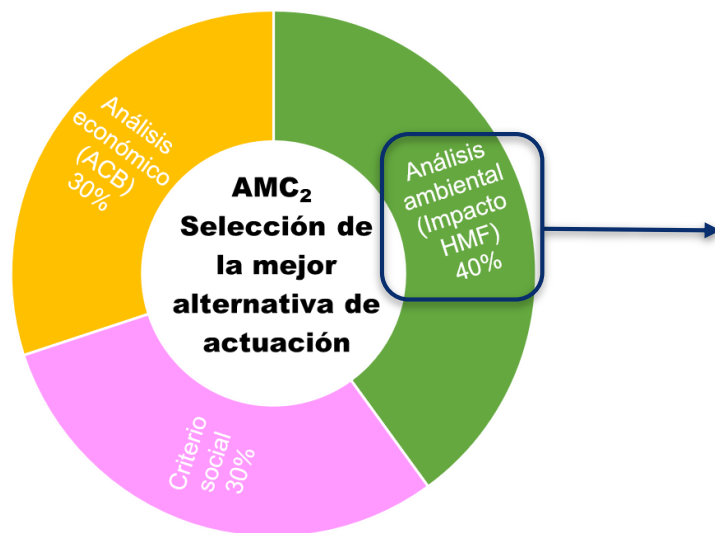 Análisis
económico
(ACB)
30%
AMC₂
Selección de
la mejor
alternativa de
actuación
Análisis
ambiental
(Impacto
HMF)
40%
Criterio
social
30%